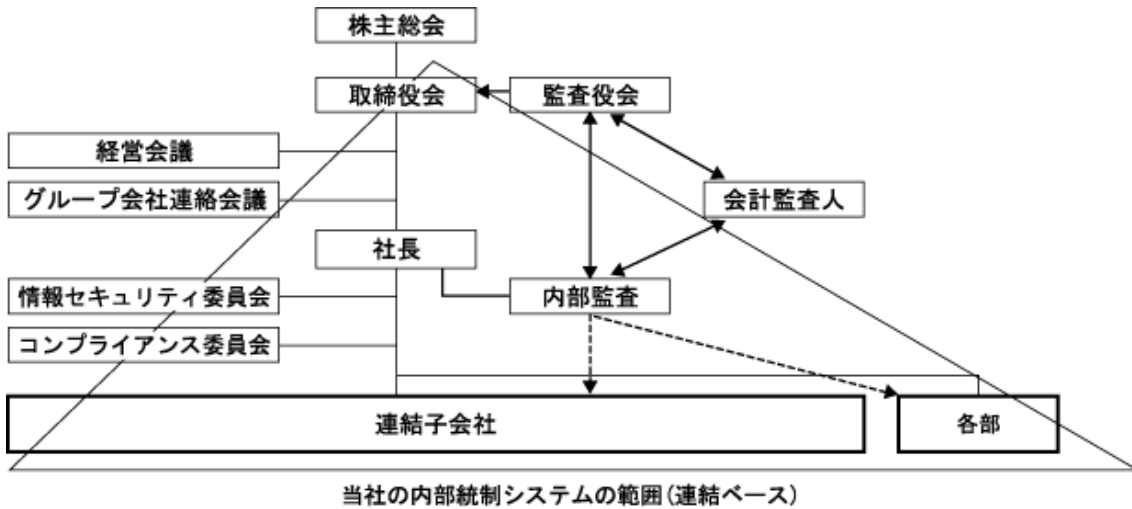 株主総会
取締役会
監査役会
経営会議
グループ会社連絡会議
会計監査人
社長
情報セキュリティ委員会
内部監査
コンプライアンス委員会
連結子会社
各部
当社の内部統制システムの範囲(連結ベース)